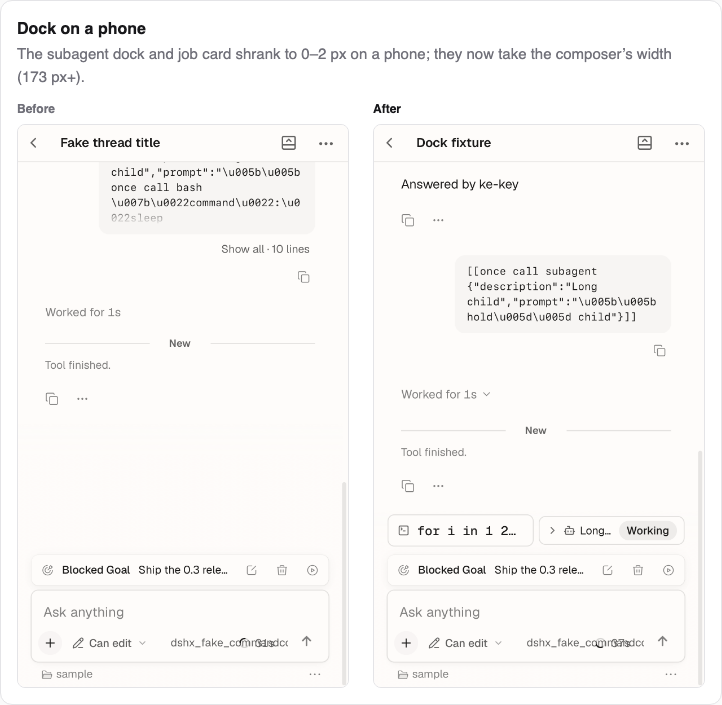 Dock on a phone
The subagent dock and job card shrank to 0–2 px on a phone; they now take the composer's width
(173 px+).
Before
Fake thread title
child","prompt":"\u005b\u005b
once call bash
\u007b\u0022command\u0022:\u0
022sleep
Show all · 10 lines
Worked for 1s
New
Tool finished.
Blocked Goal Ship the 0.3 rele...
Ask anything
Can edit
sample
After
Dock fixture
Answered by ke-key
[[once call subagent
{"description":"Long
child","prompt":"\u005b\u005b
hold\u005d\u005d child"}]]
Worked for 1s
New
Tool finished.
for i in 1 2…
Long... Working
Blocked Goal Ship the 0.3 rele...
Ask anything
Can edit
sample